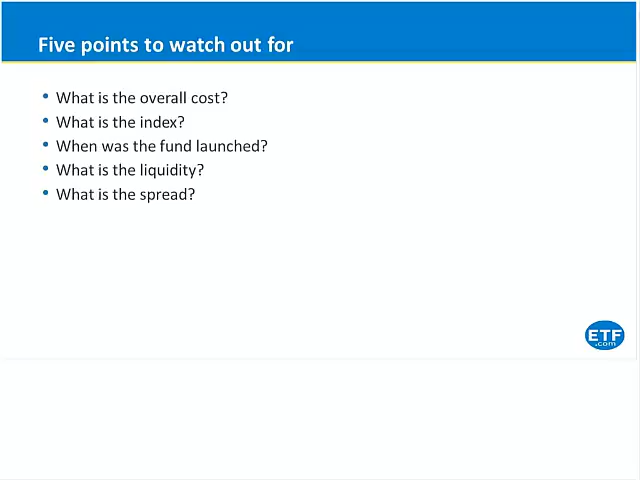 Five points to watch out for
• What is the overall cost?
• What is the index?
• When was the fund launched?
• What is the liquidity?
• What is the spread?
ETF
.com